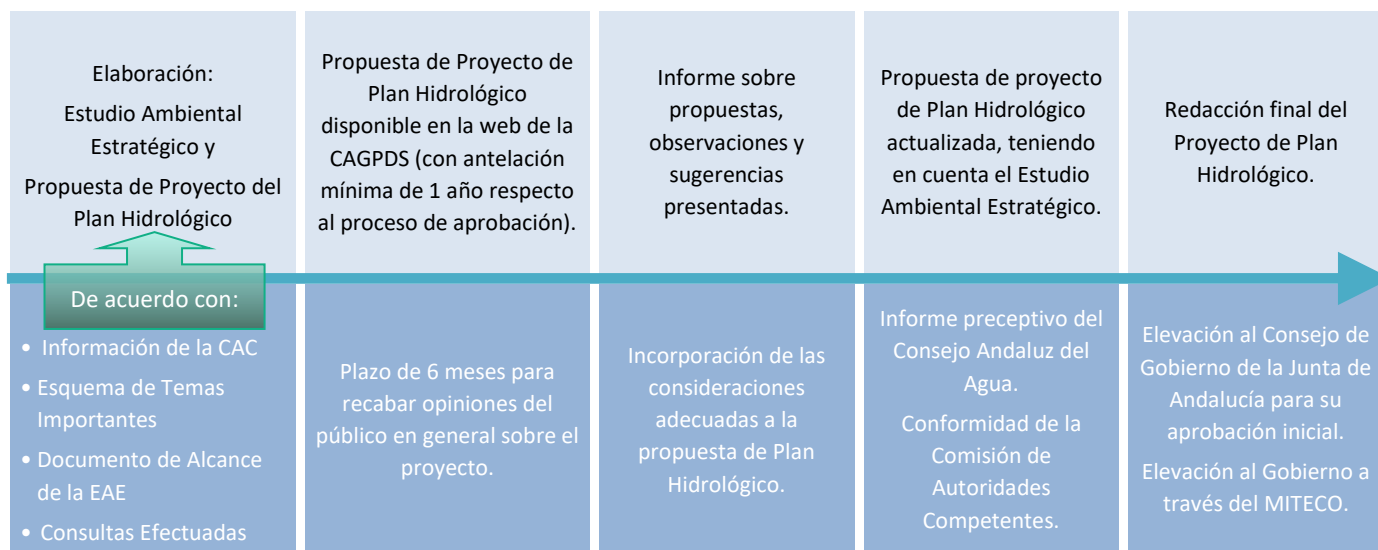 Elaboración:
Estudio Ambiental
Estratégico y
Propuesta de Proyecto del
Plan Hidrológico
De acuerdo con:
• Información de la CAC
• Esquema de Temas
Importantes
• Documento de Alcance
de la EAE
• Consultas Efectuadas
Propuesta de Proyecto de
Plan Hidrológico
disponible en la web de la
CAGPDS (con antelación
mínima de 1 año respecto
al proceso de aprobación).
Plazo de 6 meses para
recabar opiniones del
público en general sobre el
proyecto.
Informe sobre
propuestas,
observaciones y
sugerencias
presentadas.
Incorporación de las
consideraciones
adecuadas a la
propuesta de Plan
Hidrológico.
Propuesta de proyecto
de Plan Hidrológico
actualizada, teniendo
en cuenta el Estudio
Ambiental Estratégico.
Informe preceptivo del
Consejo Andaluz del
Agua.
Conformidad de la
Comisión de
Autoridades
Competentes.
Redacción final del
Proyecto de Plan
Hidrológico.
Elevación al Consejo de
Gobierno de la Junta de
Andalucía para su
aprobación inicial.
Elevación al Gobierno a
través del MITECO.